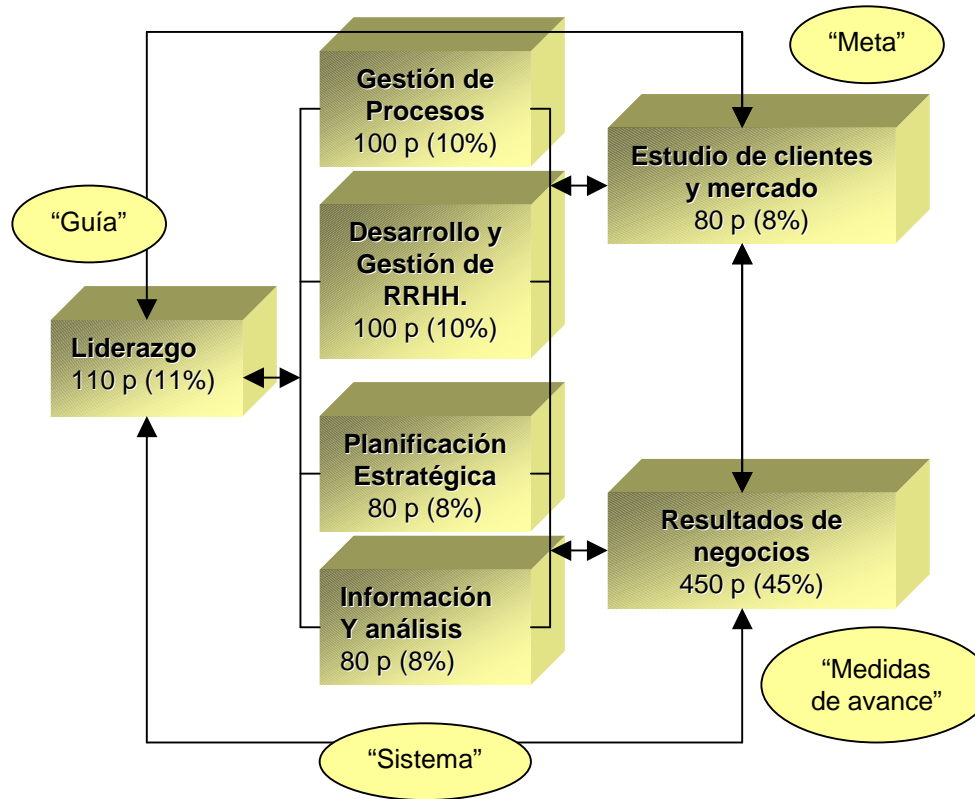 “Meta”
Gestión de
Procesos
100 p (10%)
Estudio de clientes
y mercado
80 p (8%)
“Guía”
Desarrollo y
Gestión de
RRHH.
100 p (10%)
Liderazgo
110 p (11%)
Planificación
Estratégica
80 p (8%)
Resultados de
negocios
450 p (45%)
Información
Y análisis
80 p (8%)
“Medidas
de avance”
“Sistema”